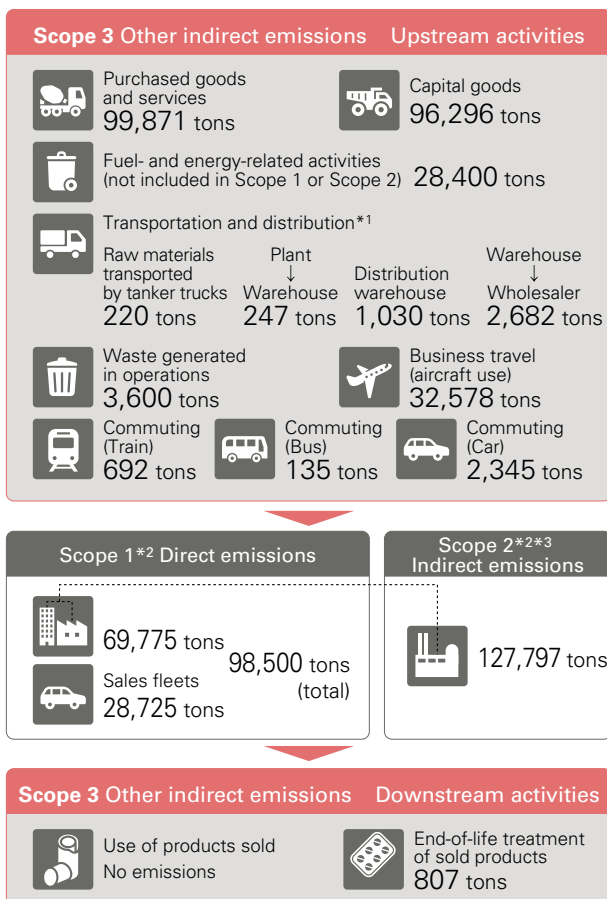 Scope 3 Other indirect emissions Upstream activities
Purchased goods
and services
99,871 tons
Capital goods
96,296 tons
Fuel- and energy-related activities
(not included in Scope 1 or Scope 2) 28,400 tons
Transportation and distribution*1
Raw materials
transported
by tanker trucks
220 tons
Plant
↓
Warehouse
247 tons
Distribution
warehouse
1,030 tons
Warehouse
↓
Wholesaler
2,682 tons
Waste generated
in operations
3,600 tons
Business travel
(aircraft use)
32,578 tons
Commuting
(Train)
692 tons
Commuting
(Bus)
135 tons
Commuting
(Car)
2,345 tons
Scope 1*2 Direct emissions
69,775 tons
Sales fleets
28,725 tons
98,500 tons
(total)
Scope 2*2*3
Indirect emissions
127,797 tons
Scope 3 Other indirect emissions Downstream activities
Use of products sold
No emissions
End-of-life treatment
of sold products
807 tons